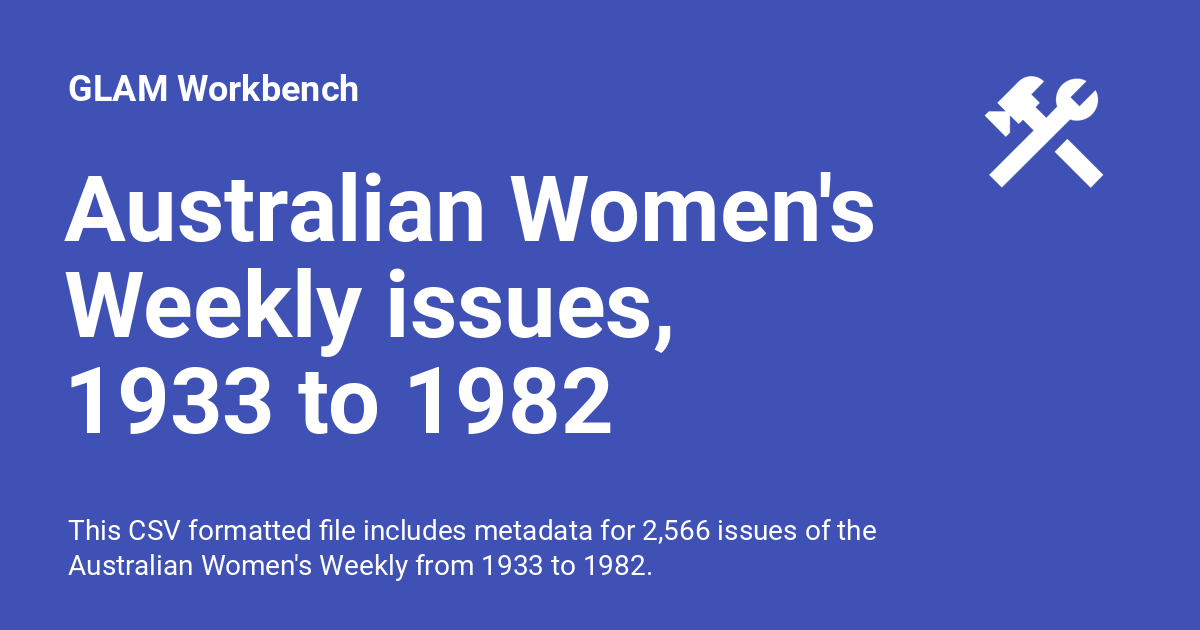 GLAM Workbench
Australian Women's
Weekly issues,
1933 to 1982
This CSV formatted file includes metadata for 2,566 issues of the
Australian Women's Weekly from 1933 to 1982.